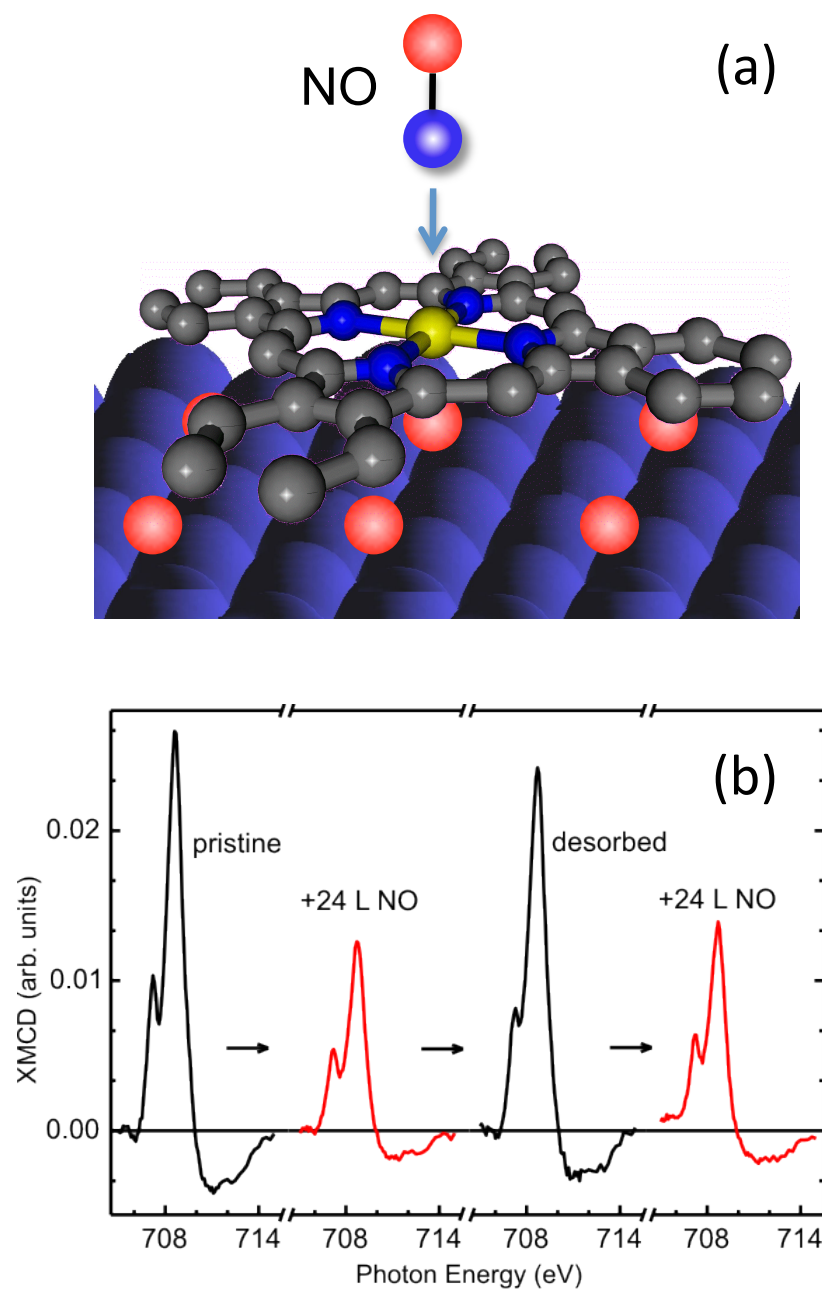 (a)
NO
(b)
0.02
pristine
desorbed
+24 L NO
+24 L NO
0.01
XMCD (arb. units)
0.00
708 714 708 714 708 714 708 714
Photon Energy (eV)